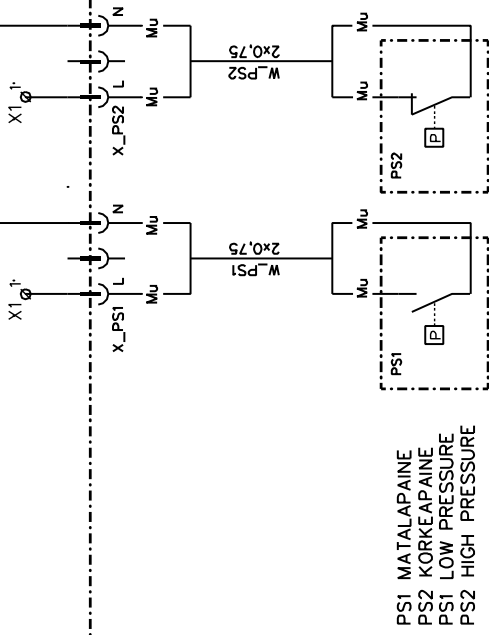 X1 1
X_PS2
N
L
Mu
Mu
W_PS2
2x0,75
Mu
Mu
PS2
P
X1 1
X_PS1
N
L
Mu
Mu
W_PS1
2x0,75
Mu
Mu
PS1
P
PS1 MATALAPAINE
PS2 KORKEAPAINE
PS1 LOW PRESSURE
PS2 HIGH PRESSURE